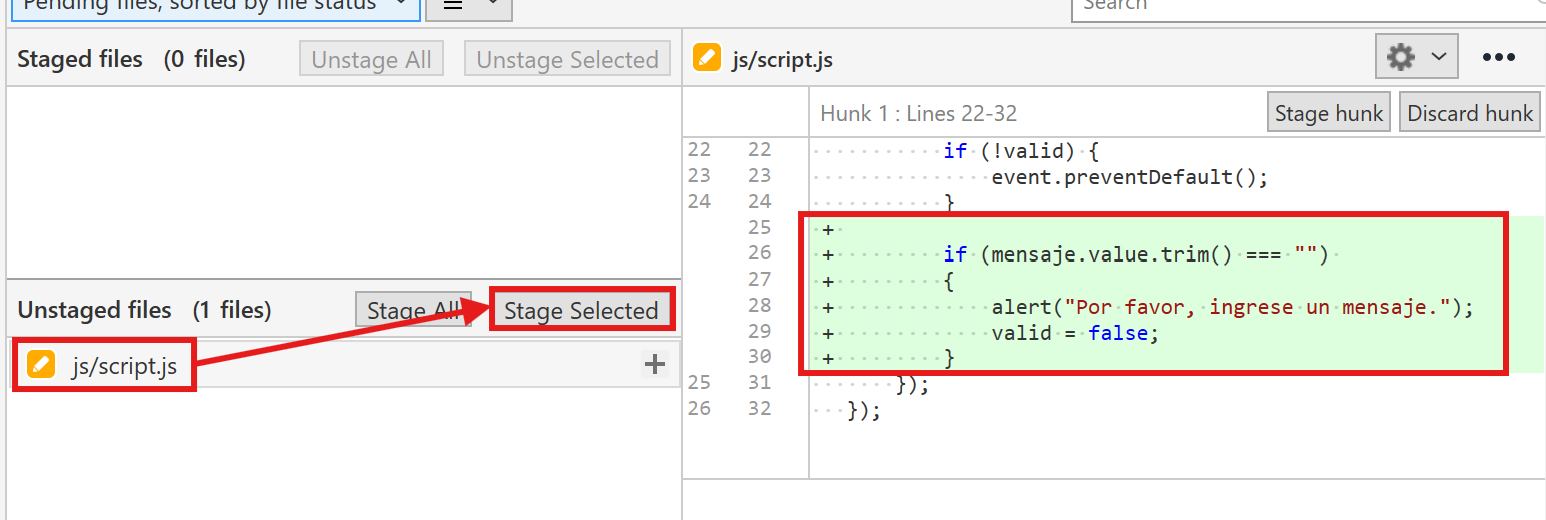 Pending files, sorted by file status
Search
Staged files (0 files) Unstage All Unstage Selected
js/script.js
Hunk 1 : Lines 22-32 Stage hunk Discard hunk
22 22 if (!valid) {
23 23 event.preventDefault();
24 24 }
25 +
26 + if (mensaje.value.trim() === "")
27 + {
28 + alert("Por favor, ingrese un mensaje.");
29 + valid = false;
30 + }
25 31 });
26 32 });
Unstaged files (1 files) Stage All Stage Selected
js/script.js